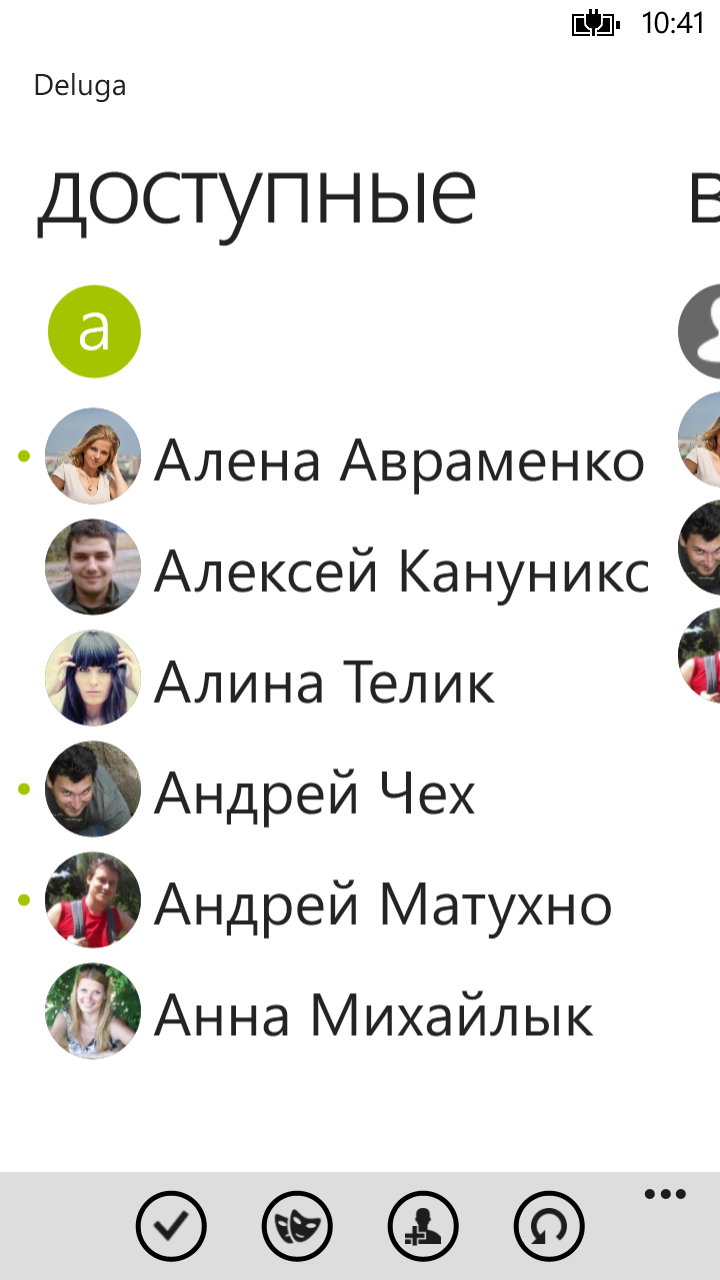 10:41
Deluga
доступные
в
а
Алена Авраменко
Алексей Кануникс
Алина Телик
Андрей Чех
Андрей Матухно
Анна Михайлык